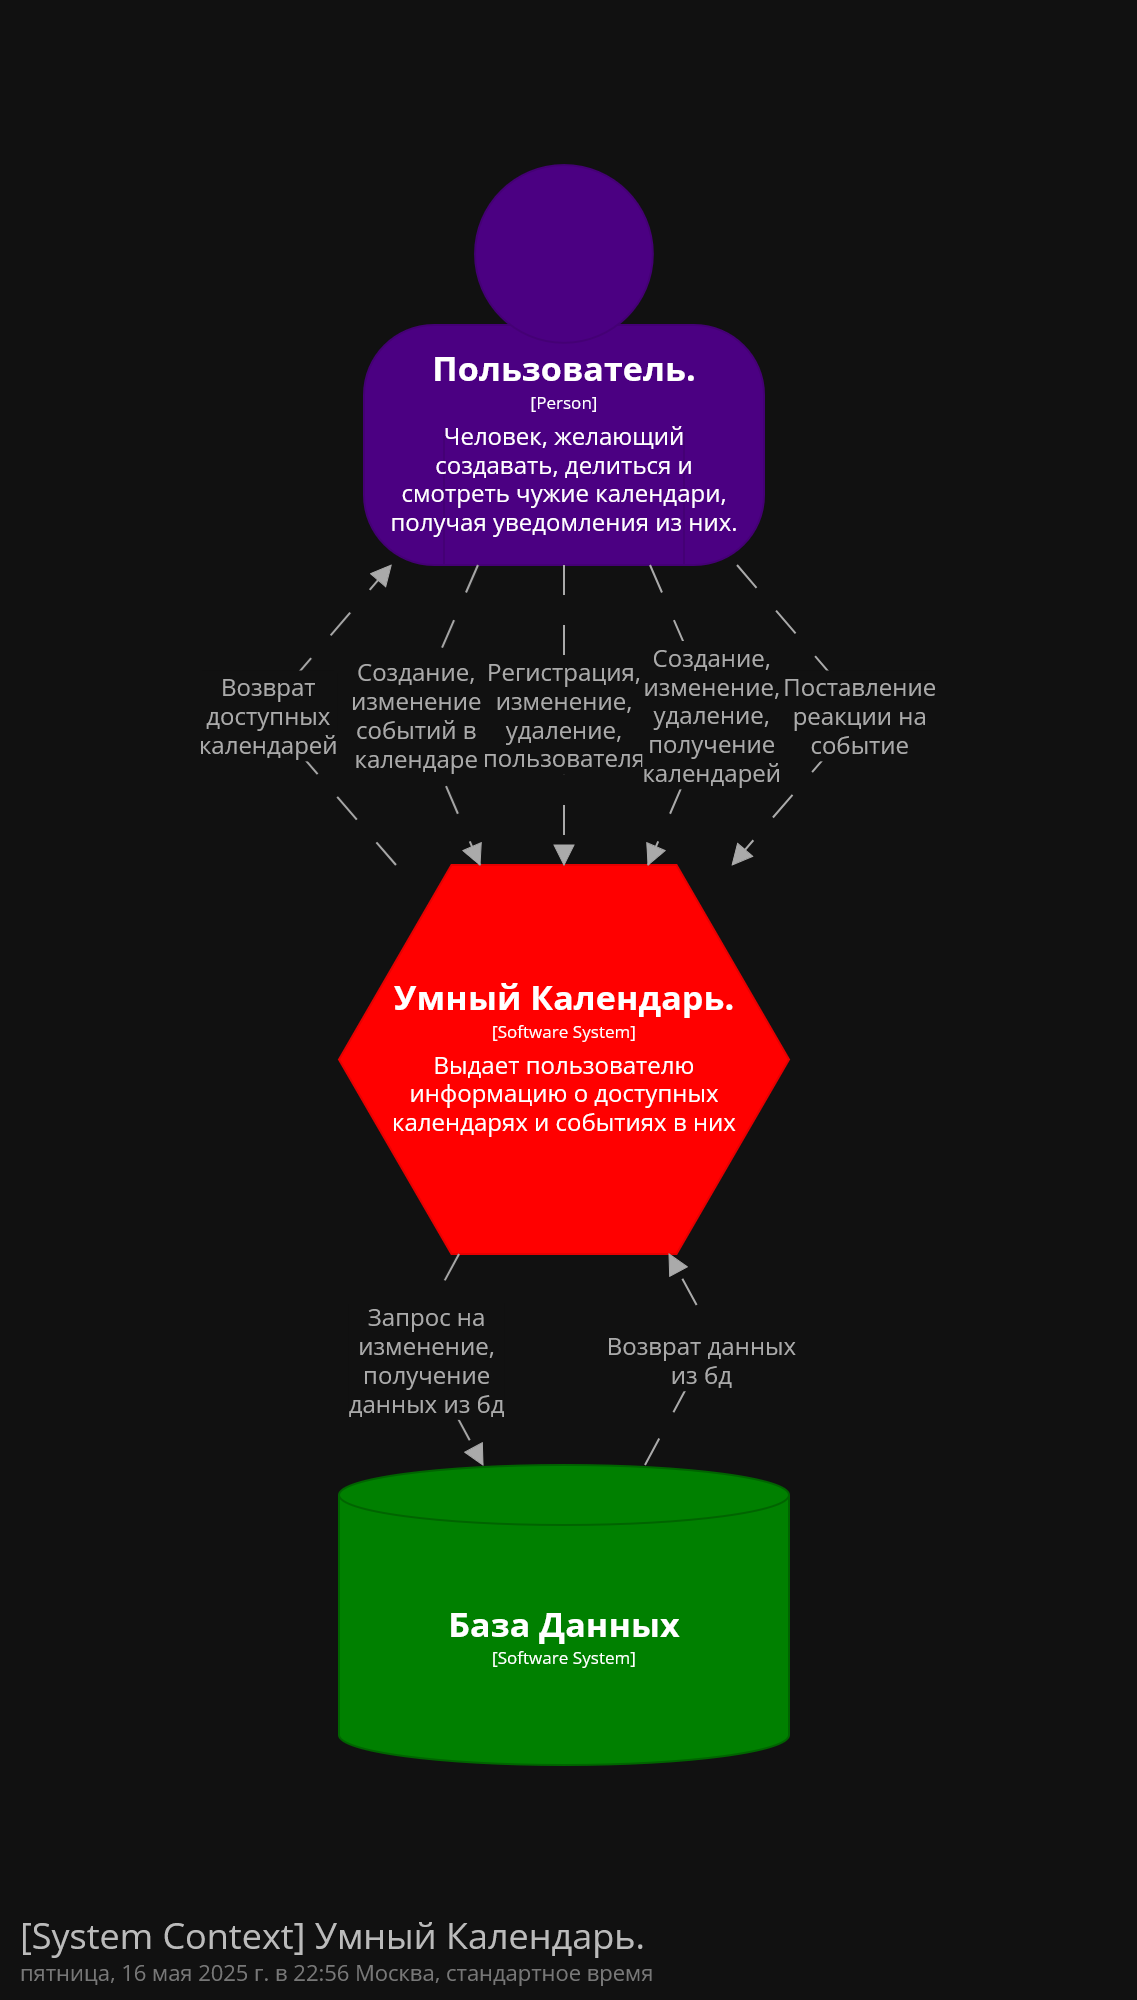 Пользователь.
[Person]
Человек, желающий
создавать, делиться и
смотреть чужие календари,
получая уведомления из них.
Возврат
доступных
календарей
Создание,
изменение
событий в
календаре
Регистрация,
изменение,
удаление,
пользователя
Создание,
изменение,
удаление,
получение
календарей
Поставление
реакции на
событие
Умный Календарь.
[Software System]
Выдает пользователю
информацию о доступных
календарях и событиях в них
Запрос на
изменение,
получение
данных из бд
Возврат данных
из бд
База Данных
[Software System]
[System Context] Умный Календарь.
пятница, 16 мая 2025 г. в 22:56 Москва, стандартное время